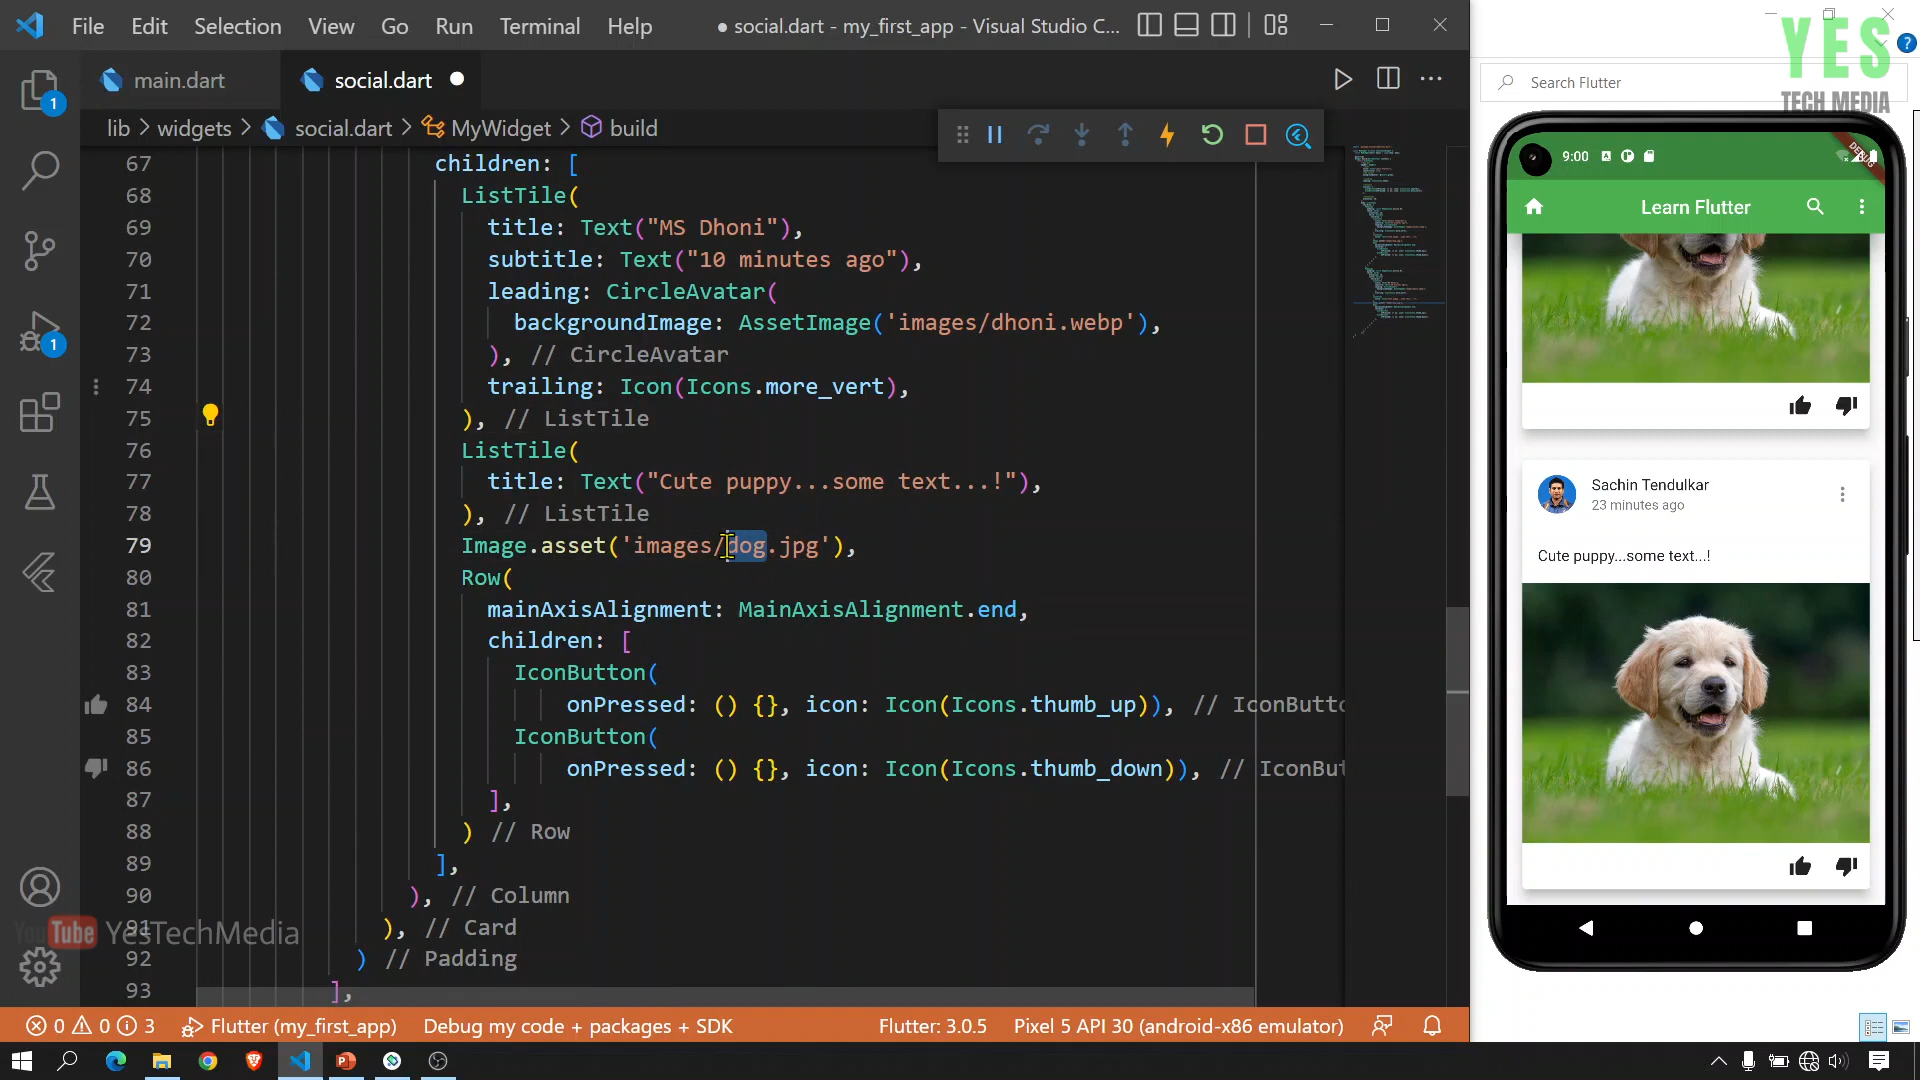 File Edit Selection View Go Run Terminal Help
● social.dart - my_first_app - Visual Studio C...
main.dart
social.dart
lib > widgets > social.dart > MyWidget > build
67 children: [
68 ListTile(
69 title: Text("MS Dhoni"),
70 subtitle: Text("10 minutes ago"),
71 leading: CircleAvatar(
72 backgroundImage: AssetImage('images/dhoni.webp'),
73 ), // CircleAvatar
74 trailing: Icon(Icons.more_vert),
75 ), // ListTile
76 ListTile(
77 title: Text("Cute puppy...some text...!"),
78 ), // ListTile
79 Image.asset('images/dog.jpg'),
80 Row(
81 mainAxisAlignment: MainAxisAlignment.end,
82 children: [
83 IconButton(
84 onPressed: () {}, icon: Icon(Icons.thumb_up)), // IconButto
85 IconButton(
86 onPressed: () {}, icon: Icon(Icons.thumb_down)), // IconBut
87 ],
88 ) // Row
89 ],
90 ), // Column
91 ), // Card
92 ) // Padding
93 ],
1
1
YouTube YesTechMedia
0 0 3 Flutter (my_first_app) Debug my code + packages + SDK Flutter: 3.0.5 Pixel 5 API 30 (android-x86 emulator)
YES
TECH MEDIA
?
Search Flutter
9:00
DEBUG
Learn Flutter
Sachin Tendulkar
23 minutes ago
Cute puppy...some text...!